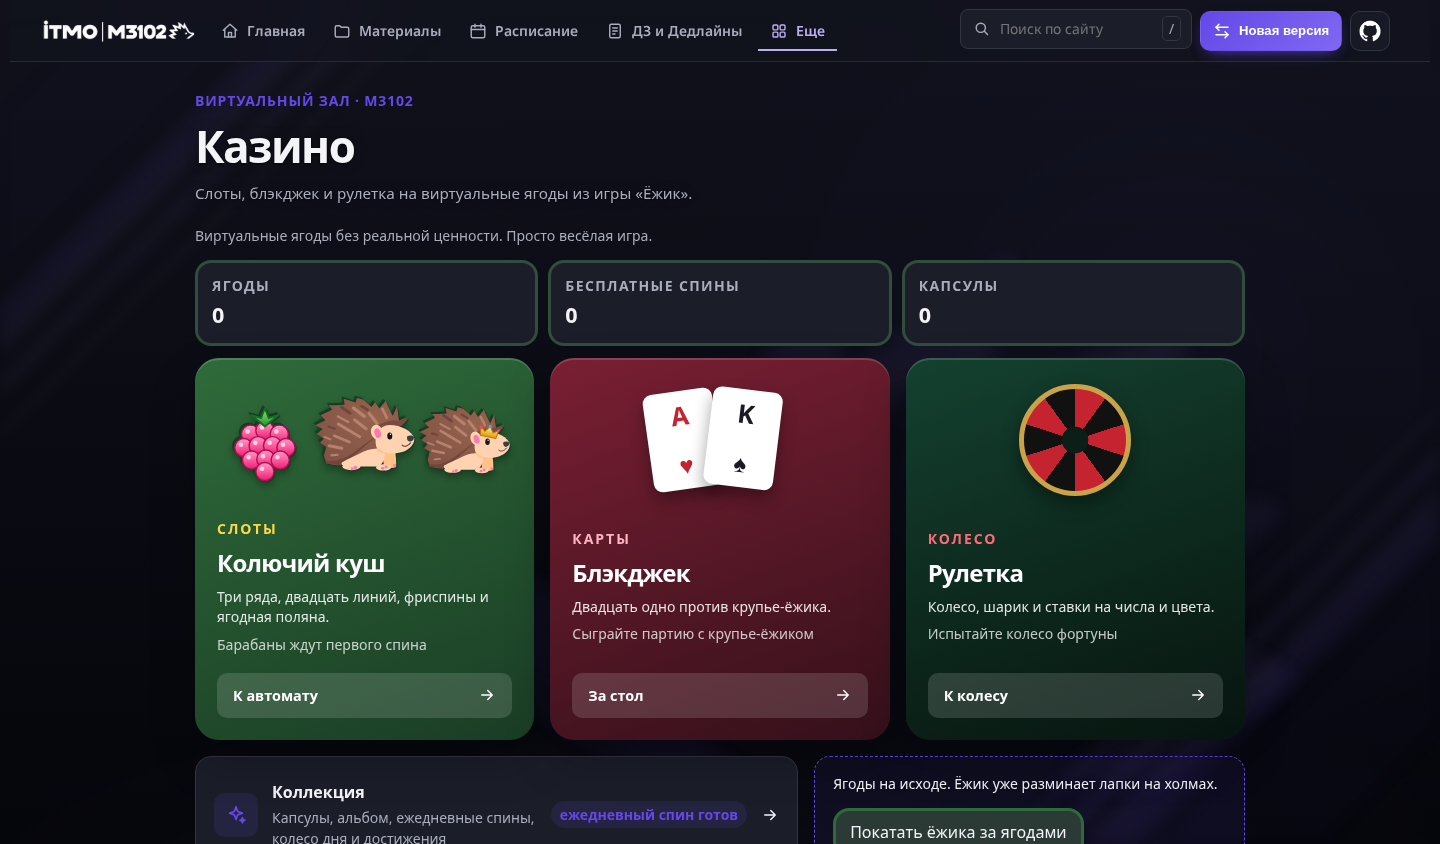 iTMO | M3102
Главная
Материалы
Расписание
ДЗ и Дедлайны
Еще
Поиск по сайту
/
Новая версия
ВИРТУАЛЬНЫЙ ЗАЛ · М3102
Казино
Слоты, блэкджек и рулетка на виртуальные ягоды из игры «Ёжик».
Виртуальные ягоды без реальной ценности. Просто весёлая игра.
ЯГОДЫ
0
БЕСПЛАТНЫЕ СПИНЫ
0
КАПСУЛЫ
0
СЛОТЫ
Колючий куш
Три ряда, двадцать линий, фриспины и
ягодная поляна.
Барабаны ждут первого спина
К автомату
A
♥
K
♠
КАРТЫ
Блэкджек
Двадцать одно против крупье-ёжика.
Сыграйте партию с крупье-ёжиком
За стол
КОЛЕСО
Рулетка
Колесо, шарик и ставки на числа и цвета.
Испытайте колесо фортуны
К колесу
Коллекция
Капсулы, альбом, ежедневные спины,
колесо дня и достижения
ежедневный спин готов
Ягоды на исходе. Ёжик уже разминает лапки на холмах.
Покатать ёжика за ягодами